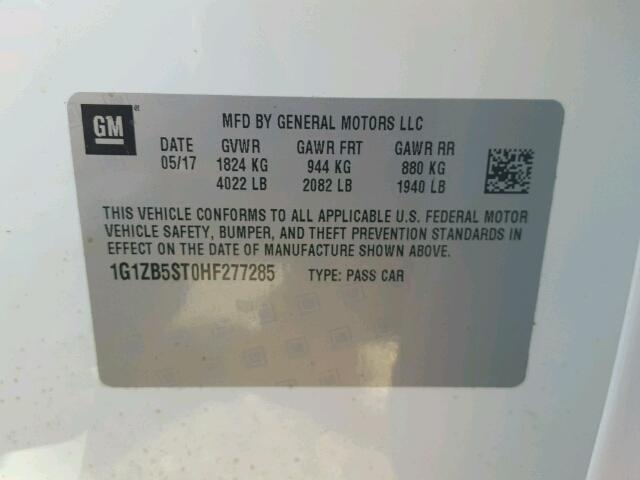 GM
MFD BY GENERAL MOTORS LLC
DATE GVWR GAWR FRT GAWR RR
05/17 1824 KG 944 KG 880 KG
4022 LB 2082 LB 1940 LB
THIS VEHICLE CONFORMS TO ALL APPLICABLE U.S. FEDERAL MOTOR
VEHICLE SAFETY, BUMPER, AND THEFT PREVENTION STANDARDS IN
EFFECT ON THE DATE OF MANUFACTURE SHOWN ABOVE.
1G1ZB5ST0HF277285 TYPE: PASS CAR